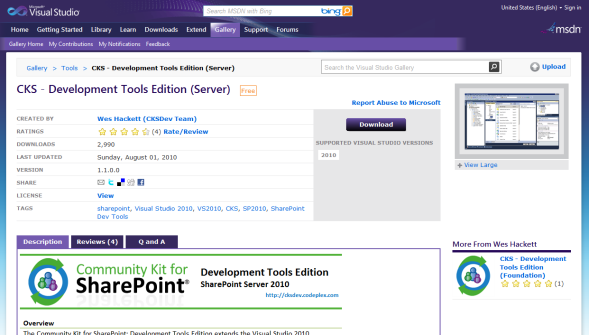 Microsoft
Visual Studio
Search MSDN with Bing
bing
United States (English) Sign in
Home Getting Started Library Learn Downloads Extend Gallery Support Forums
msdn
Gallery Home My Contributions My Notifications Feedback
Gallery > Tools > CKS - Development Tools Edition (Server)
Search the Visual Studio Gallery
Upload
CKS - Development Tools Edition (Server) Free
Report Abuse to Microsoft
CREATED BY Wes Hackett (CKSDev Team)
Download
RATINGS (4) Rate/Review
DOWNLOADS 2,990
SUPPORTED VISUAL STUDIO VERSIONS
LAST UPDATED Sunday, August 01, 2010
2010
VERSION 1.1.0.0
+ View Large
SHARE
LICENSE View
TAGS sharepoint, Visual Studio 2010, VS2010, CKS, SP2010, SharePoint
Dev Tools
Description Reviews (4) Q and A
More From Wes Hackett
CKS - Development
Tools Edition
(Foundation)
(1)
Community Kit for
SharePoint®
Development Tools Edition
SharePoint Server 2010
http://cksdev.codeplex.com
Overview
The Community Kit for SharePoint: Development Tools Edition extends the Visual Studio 2010